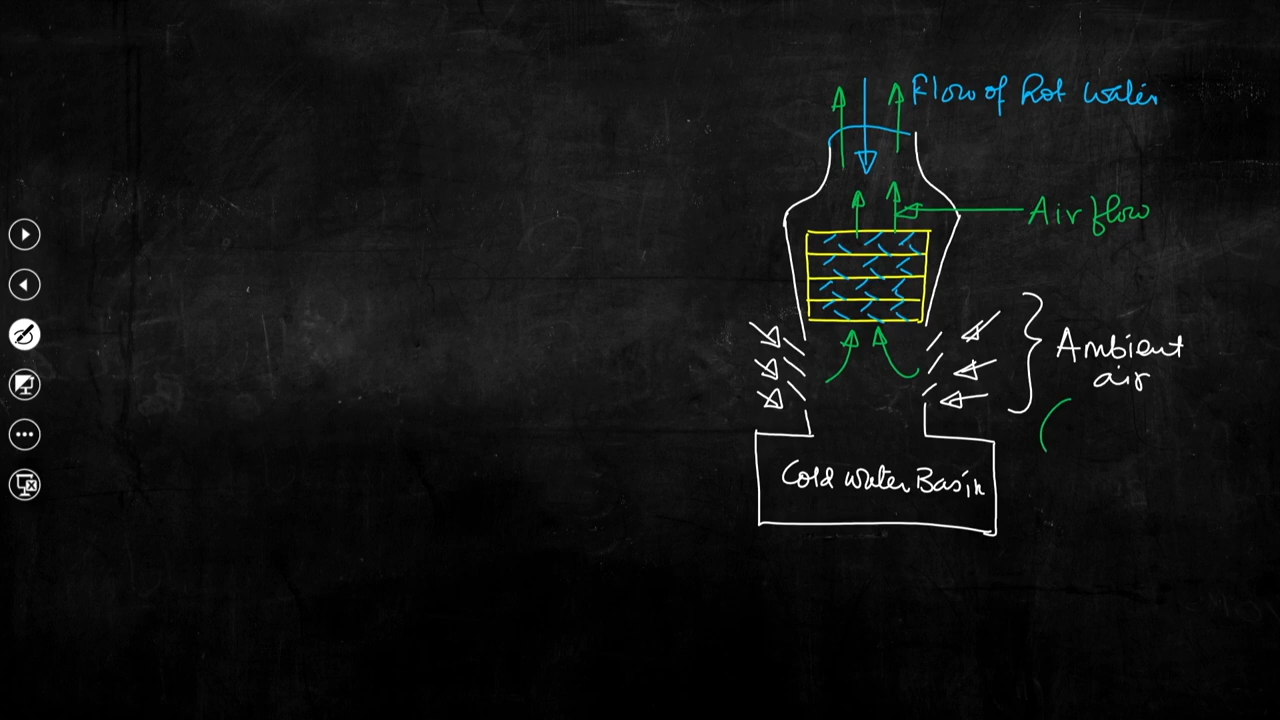 Flow of hot water
Air flow
Ambient
air
Cold water Basin